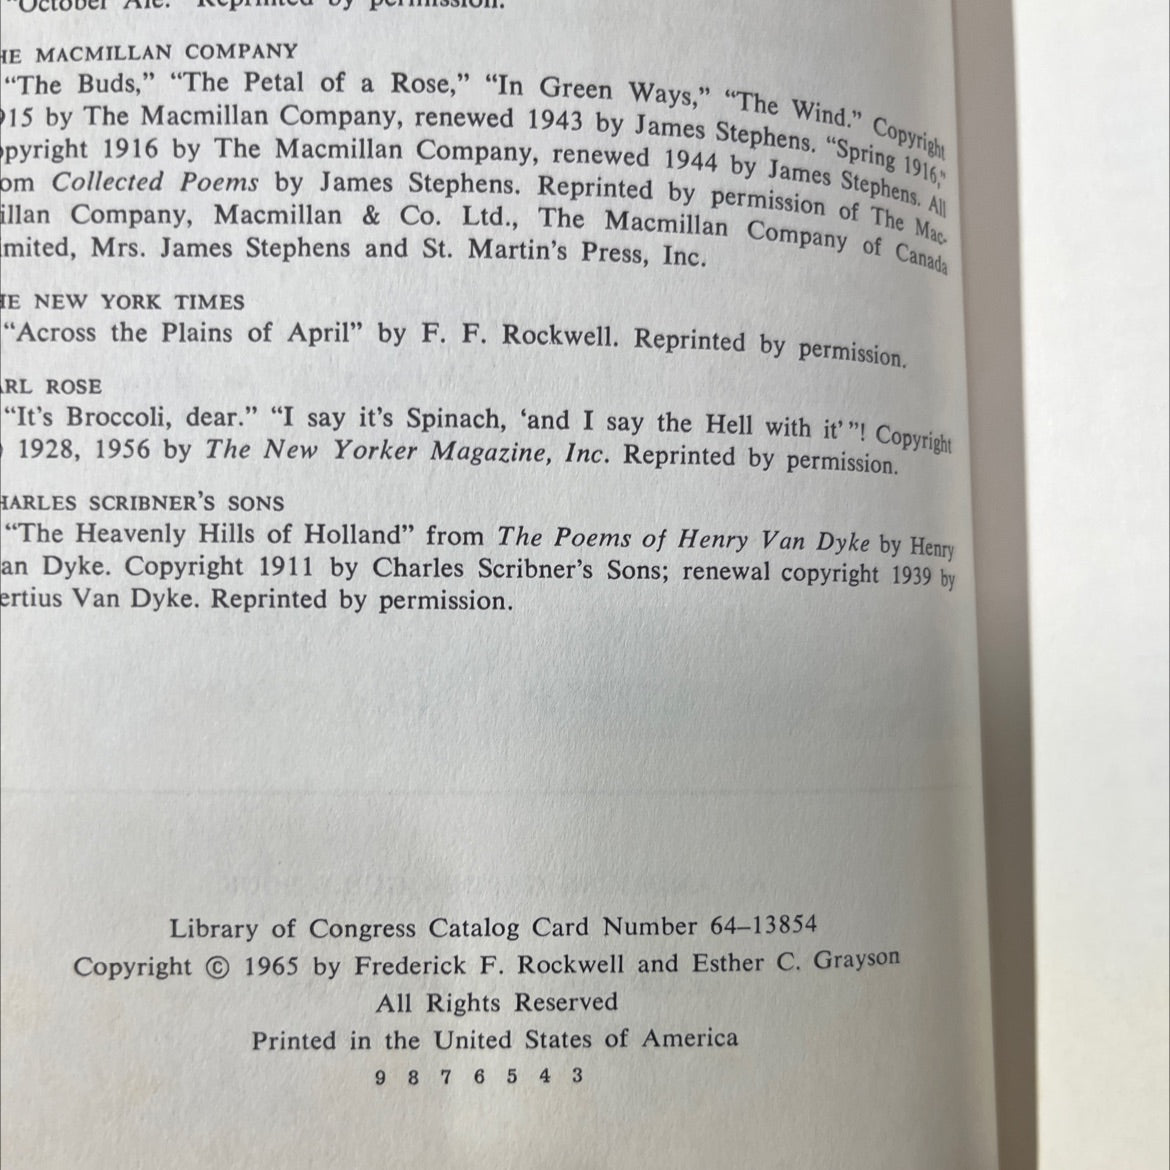 "October Ale." Reprinted by permission.
HE MACMILLAN COMPANY
"The Buds," "The Petal of a Rose," "In Green Ways," "The Wind." Copyright
915 by The Macmillan Company, renewed 1943 by James Stephens. "Spring 1916,"
opyright 1916 by The Macmillan Company, renewed 1944 by James Stephens. All
om Collected Poems by James Stephens. Reprinted by permission of The Mac-
illan Company, Macmillan & Co. Ltd., The Macmillan Company of Canada
imited, Mrs. James Stephens and St. Martin's Press, Inc.
HE NEW YORK TIMES
"Across the Plains of April" by F. F. Rockwell. Reprinted by permission.
ARL ROSE
"It's Broccoli, dear." "I say it's Spinach, 'and I say the Hell with it'"! Copyright
1928, 1956 by The New Yorker Magazine, Inc. Reprinted by permission.
HARLES SCRIBNER'S SONS
"The Heavenly Hills of Holland" from The Poems of Henry Van Dyke by Henry
an Dyke. Copyright 1911 by Charles Scribner's Sons; renewal copyright 1939 by
ertius Van Dyke. Reprinted by permission.
Library of Congress Catalog Card Number 64–13854
Copyright © 1965 by Frederick F. Rockwell and Esther C. Grayson
All Rights Reserved
Printed in the United States of America
9 8 7 6 5 4 3